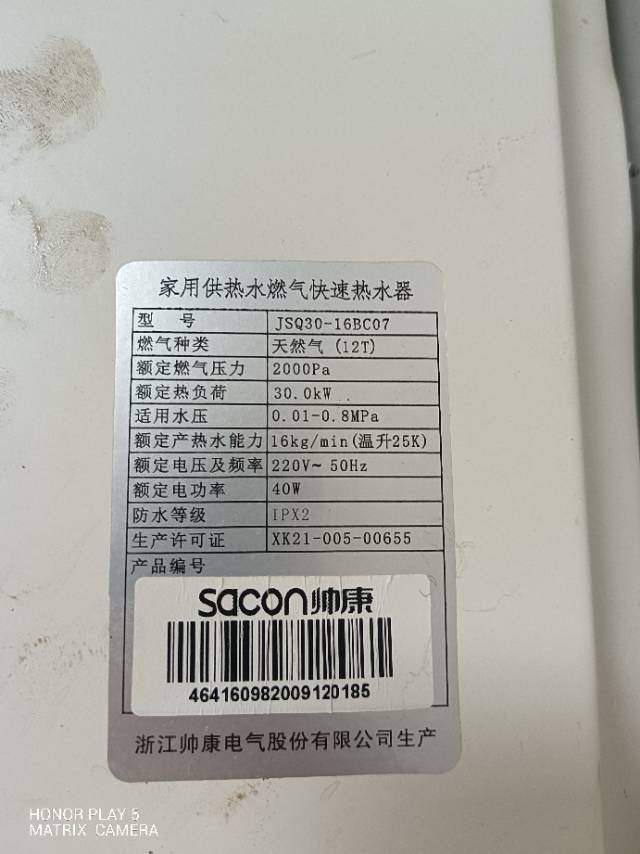 家用供热水燃气快速热水器
型 号 JSQ30-16BC07
燃气种类 天然气 (12T)
额定燃气压力 2000Pa
额定热负荷 30.0kW
适用水压 0.01-0.8MPa
额定产热水能力 16kg/min(温升25K)
额定电压及频率 220V~ 50Hz
额定电功率 40W
防水等级 IPX2
生产许可证 XK21-005-00655
产品编号
sacon帅康
464160982009120185
浙江帅康电气股份有限公司生产
HONOR PLAY 5
MATRIX CAMERA